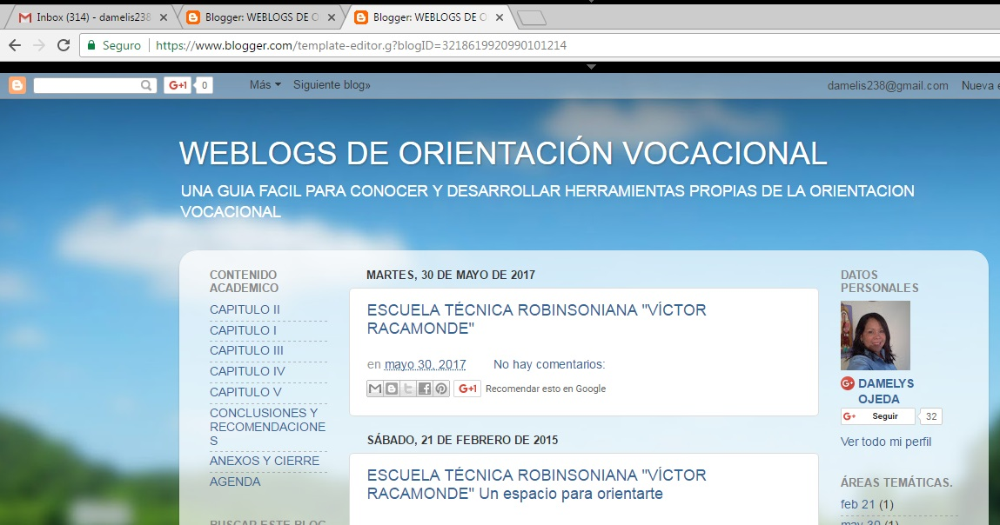 Inbox (314) - damelis238
Blogger: WEBLOGS DE O
Blogger: WEBLOGS DE O
Seguro
https://www.blogger.com/template-editor.g?blogID=3218619920990101214
G+1 0
Más
Siguiente blog»
damelis238@gmail.com
Nueva e
WEBLOGS DE ORIENTACIÓN VOCACIONAL
UNA GUIA FACIL PARA CONOCER Y DESARROLLAR HERRAMIENTAS PROPIAS DE LA ORIENTACION
VOCACIONAL
CONTENIDO
ACADEMICO
CAPITULO II
CAPITULO I
CAPITULO III
CAPITULO IV
CAPITULO V
CONCLUSIONES Y
RECOMENDACIONE
S
ANEXOS Y CIERRE
AGENDA
BUSCAR ESTE BLOG
MARTES, 30 DE MAYO DE 2017
ESCUELA TÉCNICA ROBINSONIANA "VÍCTOR
RACAMONDE"
en mayo 30, 2017 No hay comentarios:
G+1 Recomendar esto en Google
SÁBADO, 21 DE FEBRERO DE 2015
ESCUELA TÉCNICA ROBINSONIANA "VÍCTOR
RACAMONDE" Un espacio para orientarte
DATOS
PERSONALES
DAMELYS
OJEDA
G+ Seguir 32
Ver todo mi perfil
ÁREAS TEMÁTICAS.
feb 21 (1)
may 30 (1)